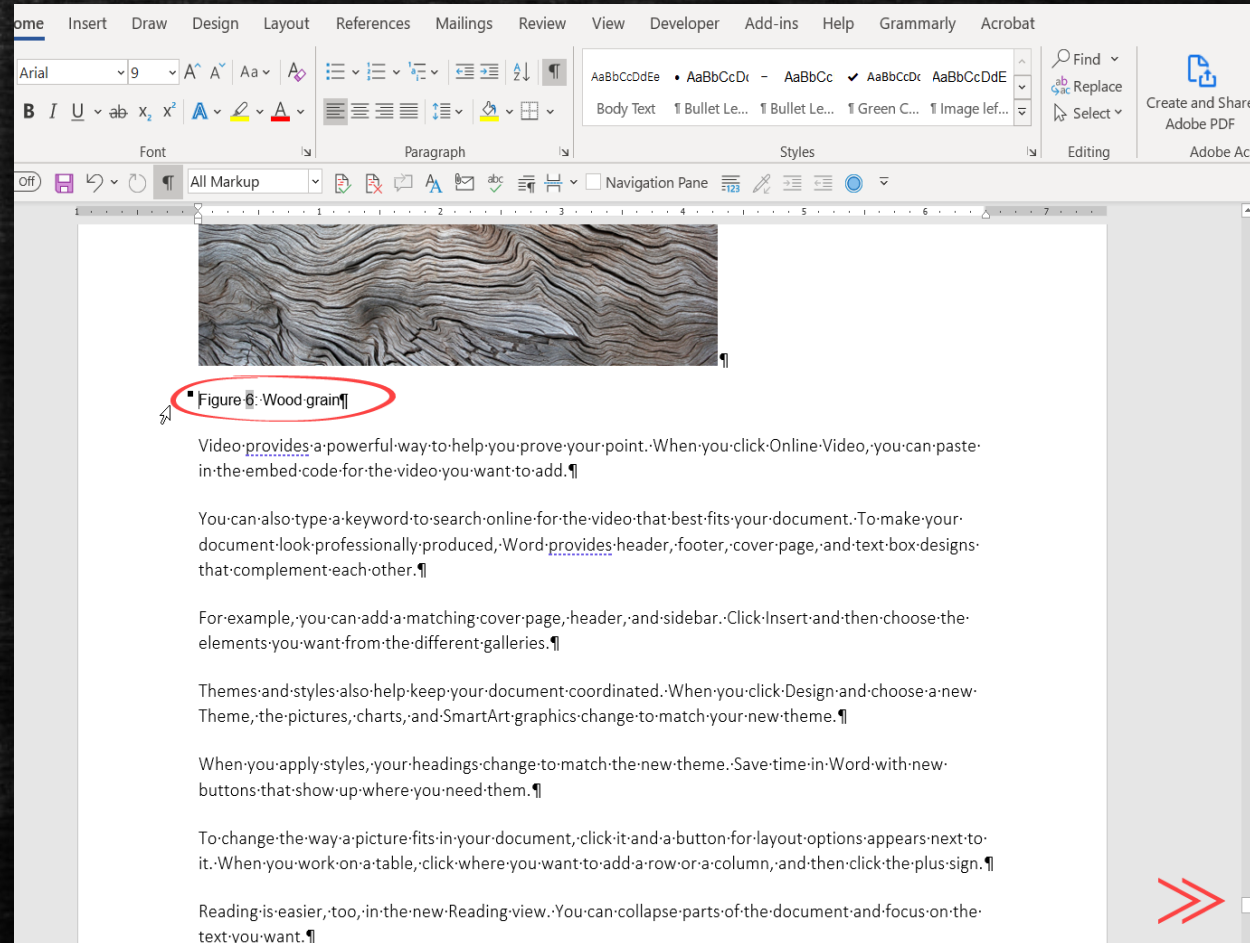 ome Insert Draw Design Layout References Mailings Review View Developer Add-ins Help Grammarly Acrobat
Arial 9 Aa Find
AaBbCcDdEe • AaBbCcDc – AaBbCc ✔ AaBbCcDc AaBbCcDdE
Replace
Body Text ¶ Bullet Le... ¶ Bullet Le... ¶ Green C... ¶ Image lef...
Select
Create and Share
Adobe PDF
Font Paragraph Styles Editing Adobe Ac
Off All Markup Navigation Pane
1 1 2 3 4 5 6 7
¶
Figure·6:·Wood·grain¶
Video·provides·a·powerful·way·to·help·you·prove·your·point.·When·you·click·Online·Video,·you·can·paste·
in·the·embed·code·for·the·video·you·want·to·add.¶
You·can·also·type·a·keyword·to·search·online·for·the·video·that·best·fits·your·document.·To·make·your·
document·look·professionally·produced,·Word·provides·header,·footer,·cover·page,·and·text·box·designs·
that·complement·each·other.¶
For·example,·you·can·add·a·matching·cover·page,·header,·and·sidebar.·Click·Insert·and·then·choose·the·
elements·you·want·from·the·different·galleries.¶
Themes·and·styles·also·help·keep·your·document·coordinated.·When·you·click·Design·and·choose·a·new·
Theme,·the·pictures,·charts,·and·SmartArt·graphics·change·to·match·your·new·theme.¶
When·you·apply·styles,·your·headings·change·to·match·the·new·theme.·Save·time·in·Word·with·new·
buttons·that·show·up·where·you·need·them.¶
To·change·the·way·a·picture·fits·in·your·document,·click·it·and·a·button·for·layout·options·appears·next·to·
it.·When·you·work·on·a·table,·click·where·you·want·to·add·a·row·or·a·column,·and·then·click·the·plus·sign.¶
Reading·is·easier,·too,·in·the·new·Reading·view.·You·can·collapse·parts·of·the·document·and·focus·on·the·
text·you·want.¶